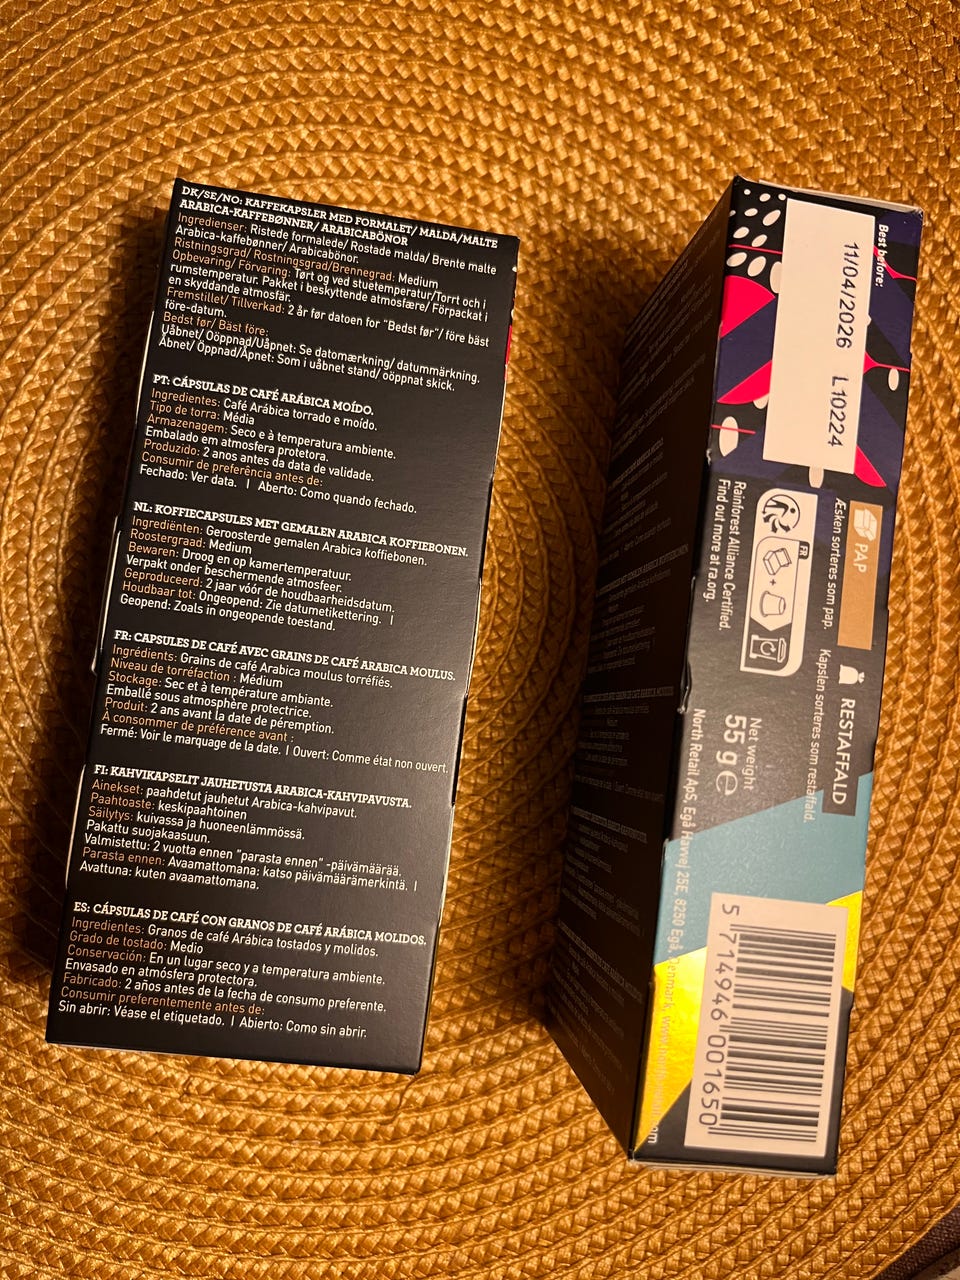 DK/SE/NO: KAFFEKAPSLER MED FORMALET/ MALDA/MALTE
ARABICA-KAFFEBØNNER/ ARABICABÖNOR
Ingredienser: Ristede formalede/ Rostade malda/ Brente malte
Arabica-kaffebønner/ Arabicabönor.
Ristningsgrad/ Rostningsgrad/Brennegrad: Medium
Opbevaring/ Förvaring: Tørt og ved stuetemperatur/Torrt och i
rumstemperatur. Pakket i beskyttende atmosfære/ Förpackat i
en skyddande atmosfär.
Fremstillet/ Tillverkad: 2 år før datoen for "Bedst før"/ före bäst
före-datum.
Bedst før/ Bäst före:
Uåbnet/ Oöppnad/Uåpnet: Se datomærkning/ datummärkning.
Åbnet/ Öppnad/Åpnet: Som i uåbnet stand/ oöppnat skick.
PT: CÁPSULAS DE CAFÉ ARÁBICA MOÍDO.
Ingredientes: Café Arábica torrado e moído.
Tipo de torra: Média
Armazenagem: Seco e à temperatura ambiente.
Embalado em atmosfera protetora.
Produzido: 2 anos antes da data de validade.
Consumir de preferência antes de:
Fechado: Ver data. | Aberto: Como quando fechado.
NL: KOFFIECAPSULES MET GEMALEN ARABICA KOFFIEBONEN.
Ingrediënten: Geroosterde gemalen Arabica koffiebonen.
Roostergraad: Medium
Bewaren: Droog en op kamertemperatuur.
Verpakt onder beschermende atmosfeer.
Geproduceerd: 2 jaar vóór de houdbaarheidsdatum.
Houdbaar tot: Ongeopend: Zie datumetikettering. |
Geopend: Zoals in ongeopende toestand.
FR: CAPSULES DE CAFÉ AVEC GRAINS DE CAFÉ ARABICA MOULUS.
Ingrédients: Grains de café Arabica moulus torréfiés.
Niveau de torréfaction : Médium
Stockage: Sec et à température ambiante.
Emballé sous atmosphère protectrice.
Produit: 2 ans avant la date de péremption.
À consommer de préférence avant :
Fermé: Voir le marquage de la date. | Ouvert: Comme état non ouvert.
FI: KAHVIKAPSELIT JAUHETUSTA ARABICA-KAHVIPAVUSTA.
Ainekset: paahdetut jauhetut Arabica-kahvipavut.
Paahtoaste: keskipaahtoinen
Säilytys: kuivassa ja huoneenlämmössä.
Pakattu suojakaasuun.
Valmistettu: 2 vuotta ennen "parasta ennen" -päivämäärää.
Parasta ennen: Avaamattomana: katso päivämäärämerkintä. |
Avattuna: kuten avaamattomana.
ES: CÁPSULAS DE CAFÉ CON GRANOS DE CAFÉ ARÁBICA MOLIDOS.
Ingredientes: Granos de café Arábica tostados y molidos.
Grado de tostado: Medio
Conservación: En un lugar seco y a temperatura ambiente.
Envasado en atmósfera protectora.
Fabricado: 2 años antes de la fecha de consumo preferente.
Consumir preferentemente antes de:
Sin abrir: Véase el etiquetado. | Abierto: Como sin abrir.
Best before:
11/04/2026 L10224
PAP
Æsken sorteres som pap.
RESTAFFALD
Kapslen sorteres som restaffald.
FR
Rainforest Alliance Certified.
Find out more at ra.org.
Net weight
55 g e
North Retail ApS, Egå Havvej 25E, 8250 Egå, Denmark, www.
5 714946 001650